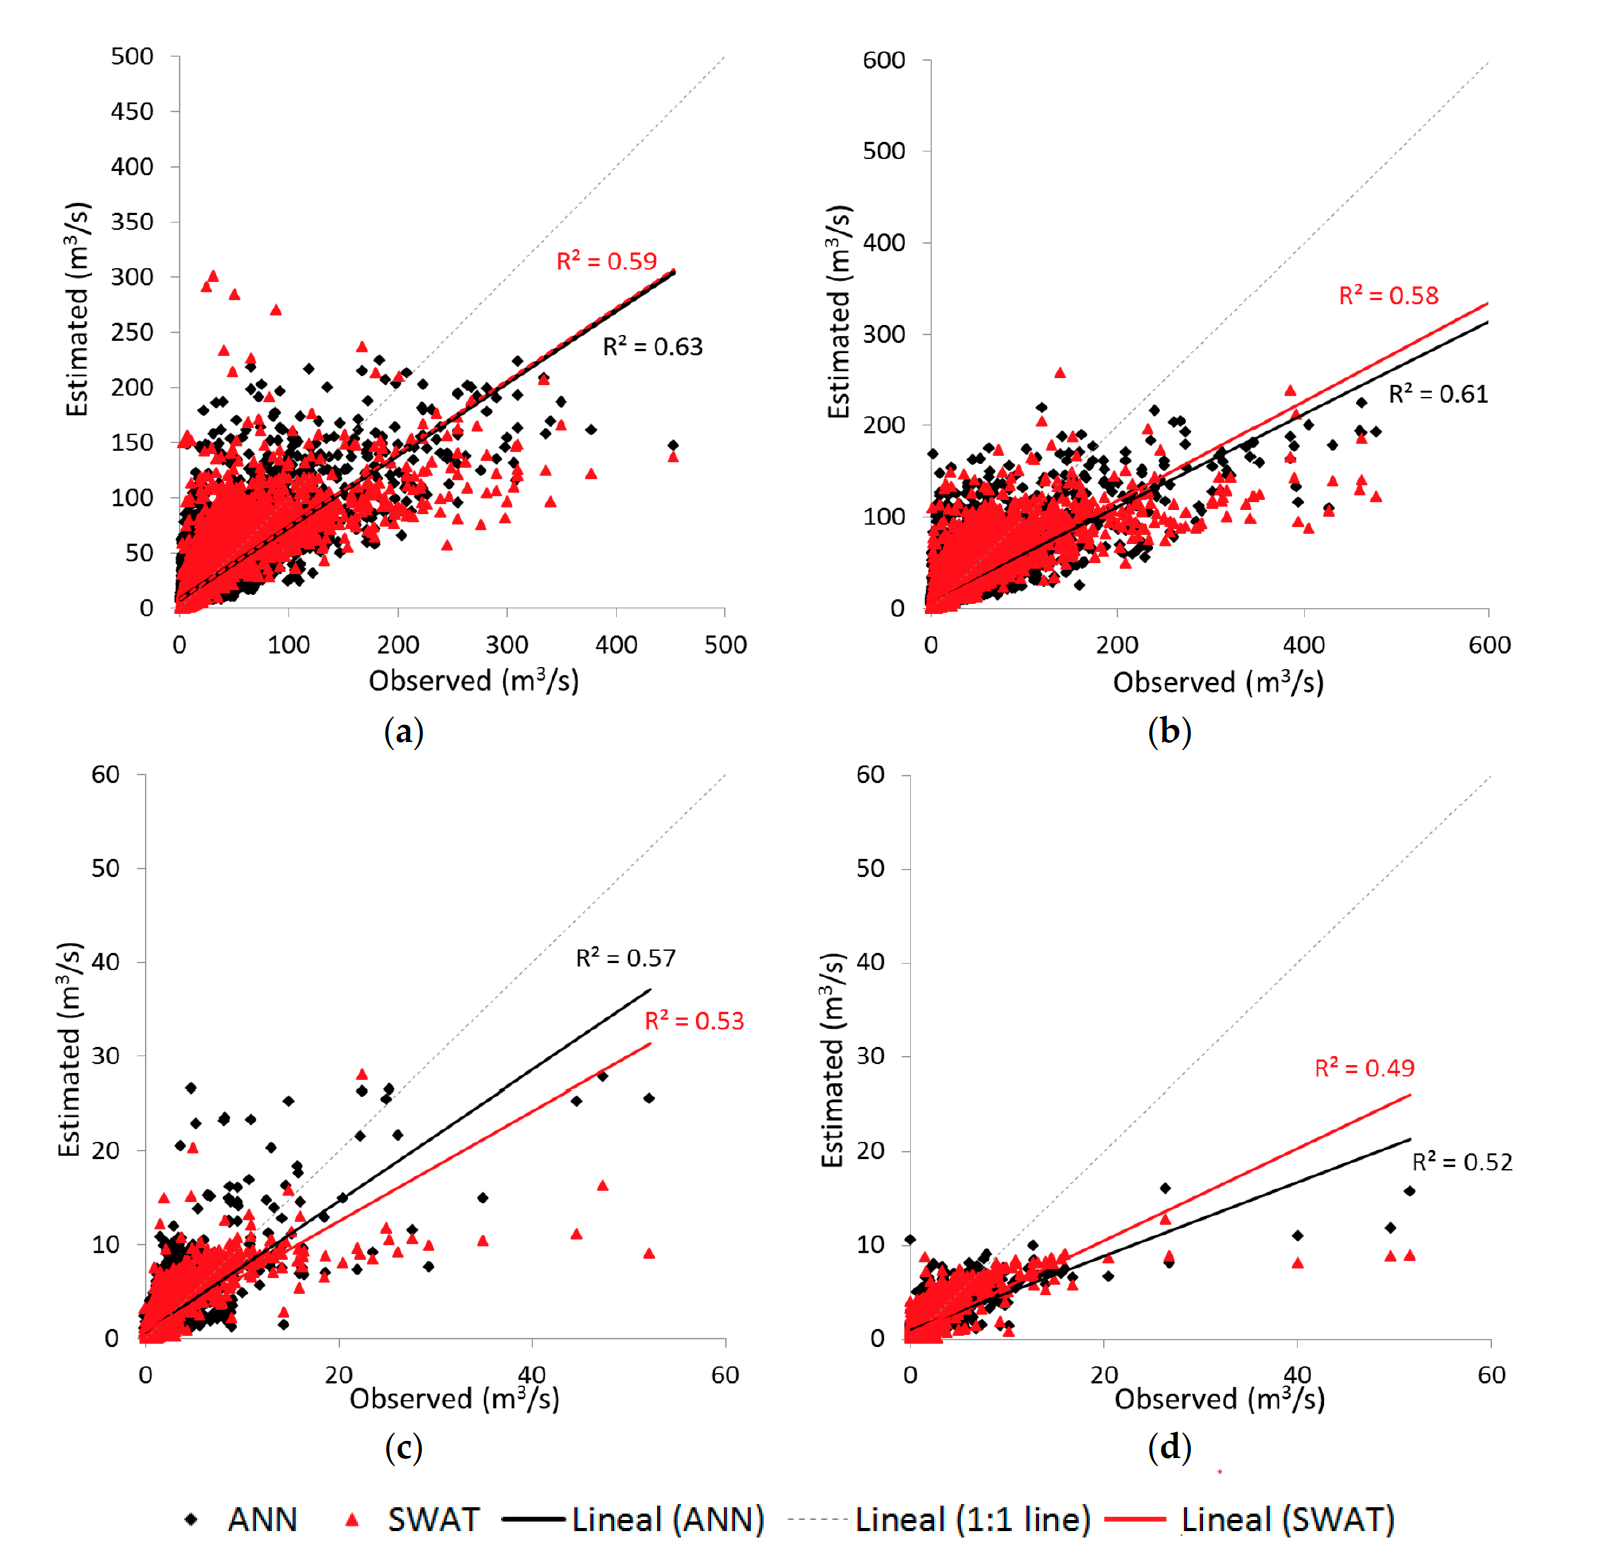 500
450
400
350
300
250
200
150
100
50
0
Estimated (m³/s)
R² = 0.59
R² = 0.63
0 100 200 300 400 500
Observed (m³/s)
(a)
600
500
400
300
200
100
0
Estimated (m³/s)
R² = 0.58
R² = 0.61
0 200 400 600
Observed (m³/s)
(b)
60
50
40
30
20
10
0
Estimated (m³/s)
R² = 0.57
R² = 0.53
0 20 40 60
Observed (m³/s)
(c)
60
50
40
30
20
10
0
Estimated (m³/s)
R² = 0.49
R² = 0.52
0 20 40 60
Observed (m³/s)
(d)
ANN SWAT Lineal (ANN) Lineal (1:1 line) Lineal (SWAT)